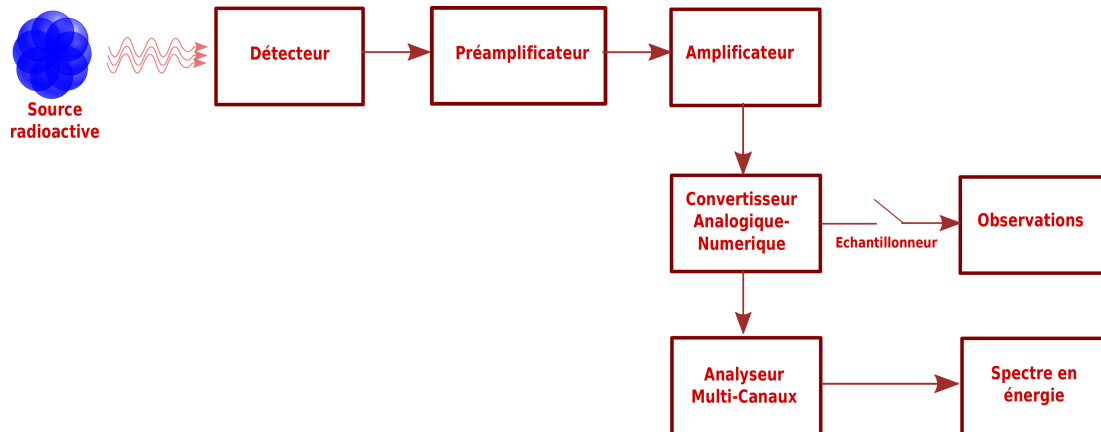 Source
radioactive
Détecteur
Préamplificateur
Amplificateur
Convertisseur
Analogique-
Numerique
Echantillonneur
Observations
Analyseur
Multi-Canaux
Spectre en
énergie